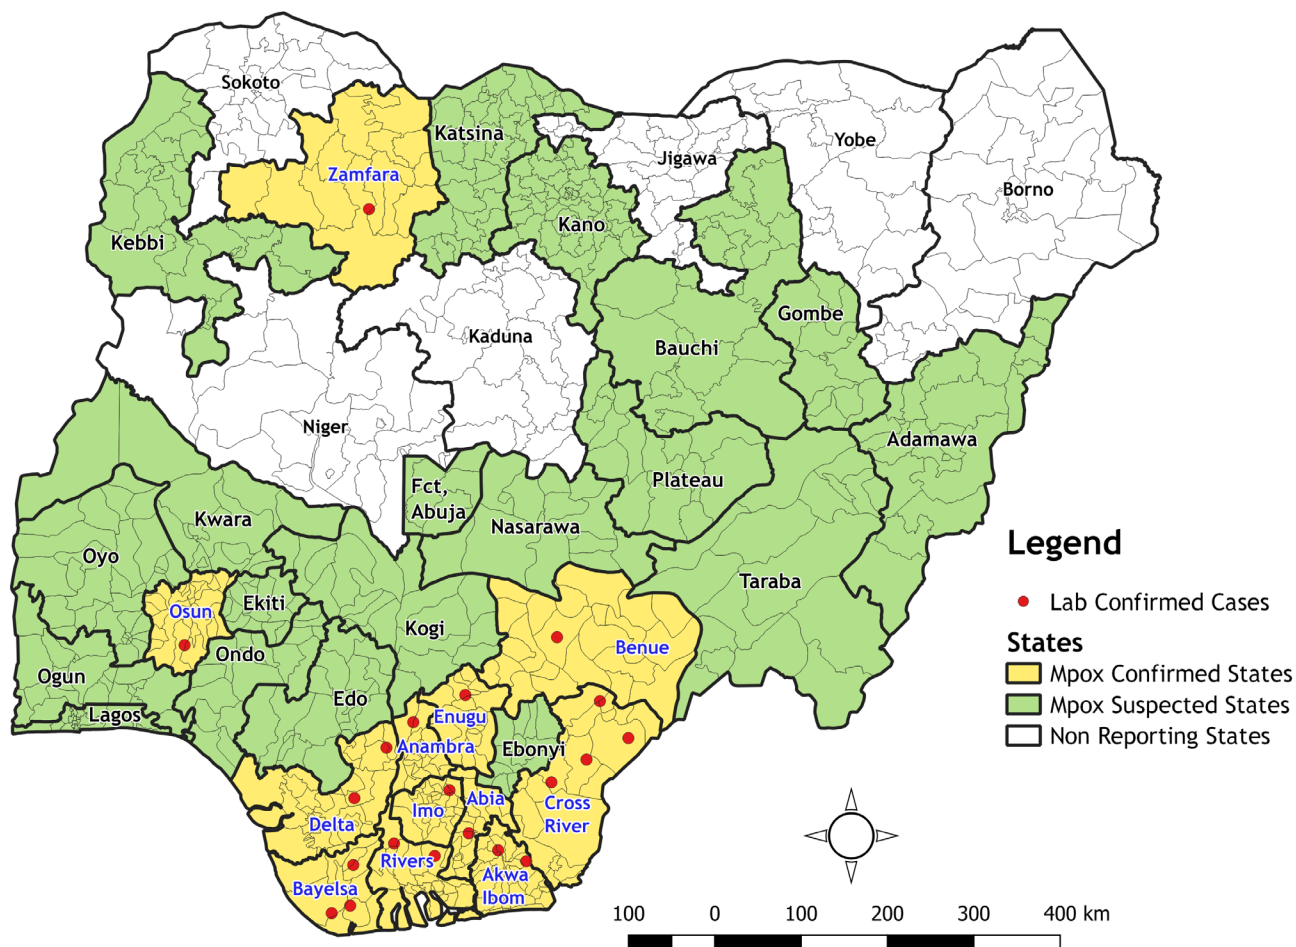 Sokoto
Katsina
Zamfara
Jigawa
Yobe
Borno
Kebbi
Kano
Gombe
Kaduna
Bauchi
Niger
Adamawa
Plateau
Fct,
Abuja
Kwara
Nasarawa
Oyo
Taraba
Osun
Ekiti
Kogi
Benue
Ondo
Ogun
Edo
Lagos
Enugu
Anambra
Ebonyi
Abia
Imo
Cross
River
Delta
Rivers
Bayelsa
Akwa
Ibom
Legend
Lab Confirmed Cases
States
Mpox Confirmed States
Mpox Suspected States
Non Reporting States
100 0 100 200 300 400 km